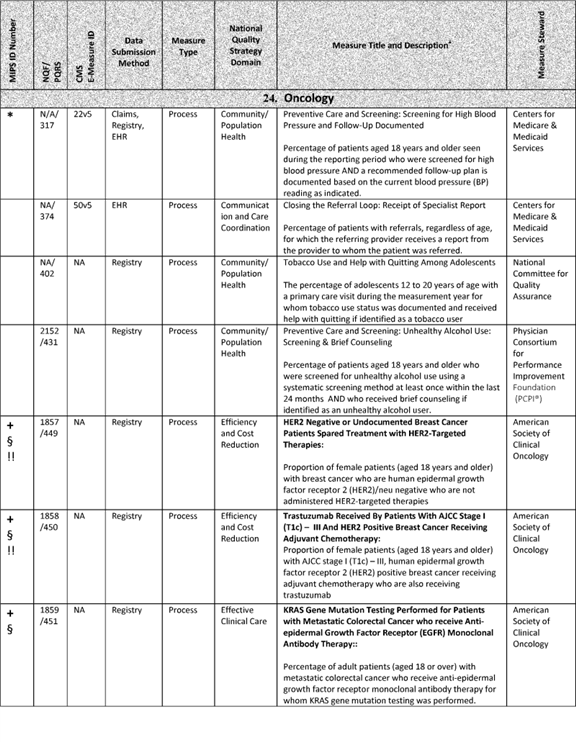 MIPS ID Number
NQF/
PQRS
CMS
E-Measure ID
Data
Submission
Method
Measure
Type
National
Quality
Strategy
Domain
Measure Title and Description
Measure Steward
24. Oncology
*
N/A/
317
22v5
Claims,
Registry,
EHR
Process
Community/
Population
Health
Preventive Care and Screening: Screening for High Blood
Pressure and Follow-Up Documented
Percentage of patients aged 18 years and older seen
during the reporting period who were screened for high
blood pressure AND a recommended follow-up plan is
documented based on the current blood pressure (BP)
reading as indicated.
Centers for
Medicare &
Medicaid
Services
NA/
374
50v5
EHR
Process
Communicat
ion and Care
Coordination
Closing the Referral Loop: Receipt of Specialist Report
Percentage of patients with referrals, regardless of age,
for which the referring provider receives a report from
the provider to whom the patient was referred.
Centers for
Medicare &
Medicaid
Services
NA/
402
NA
Registry
Process
Community/
Population
Health
Tobacco Use and Help with Quitting Among Adolescents
The percentage of adolescents 12 to 20 years of age with
a primary care visit during the measurement year for
whom tobacco use status was documented and received
help with quitting if identified as a tobacco user
National
Committee for
Quality
Assurance
2152
/431
NA
Registry
Process
Community/
Population
Health
Preventive Care and Screening: Unhealthy Alcohol Use:
Screening & Brief Counseling
Percentage of patients aged 18 years and older who
were screened for unhealthy alcohol use using a
systematic screening method at least once within the last
24 months AND who received brief counseling if
identified as an unhealthy alcohol user.
Physician
Consortium
for
Performance
Improvement
Foundation
(PCPI®)
+
§
!!
1857
/449
NA
Registry
Process
Efficiency
and Cost
Reduction
HER2 Negative or Undocumented Breast Cancer
Patients Spared Treatment with HER2-Targeted
Therapies:
Proportion of female patients (aged 18 years and older)
with breast cancer who are human epidermal growth
factor receptor 2 (HER2)/neu negative who are not
administered HER2-targeted therapies
American
Society of
Clinical
Oncology
+
§
!!
1858
/450
NA
Registry
Process
Efficiency
and Cost
Reduction
Trastuzumab Received By Patients With AJCC Stage I
(T1c) – III And HER2 Positive Breast Cancer Receiving
Adjuvant Chemotherapy:
Proportion of female patients (aged 18 years and older)
with AJCC stage I (T1c) – III, human epidermal growth
factor receptor 2 (HER2) positive breast cancer receiving
adjuvant chemotherapy who are also receiving
trastuzumab
American
Society of
Clinical
Oncology
+
§
1859
/451
NA
Registry
Process
Effective
Clinical Care
KRAS Gene Mutation Testing Performed for Patients
with Metastatic Colorectal Cancer who receive Anti-
epidermal Growth Factor Receptor (EGFR) Monoclonal
Antibody Therapy::
Percentage of adult patients (aged 18 or over) with
metastatic colorectal cancer who receive anti-epidermal
growth factor receptor monoclonal antibody therapy for
whom KRAS gene mutation testing was performed.
American
Society of
Clinical
Oncology